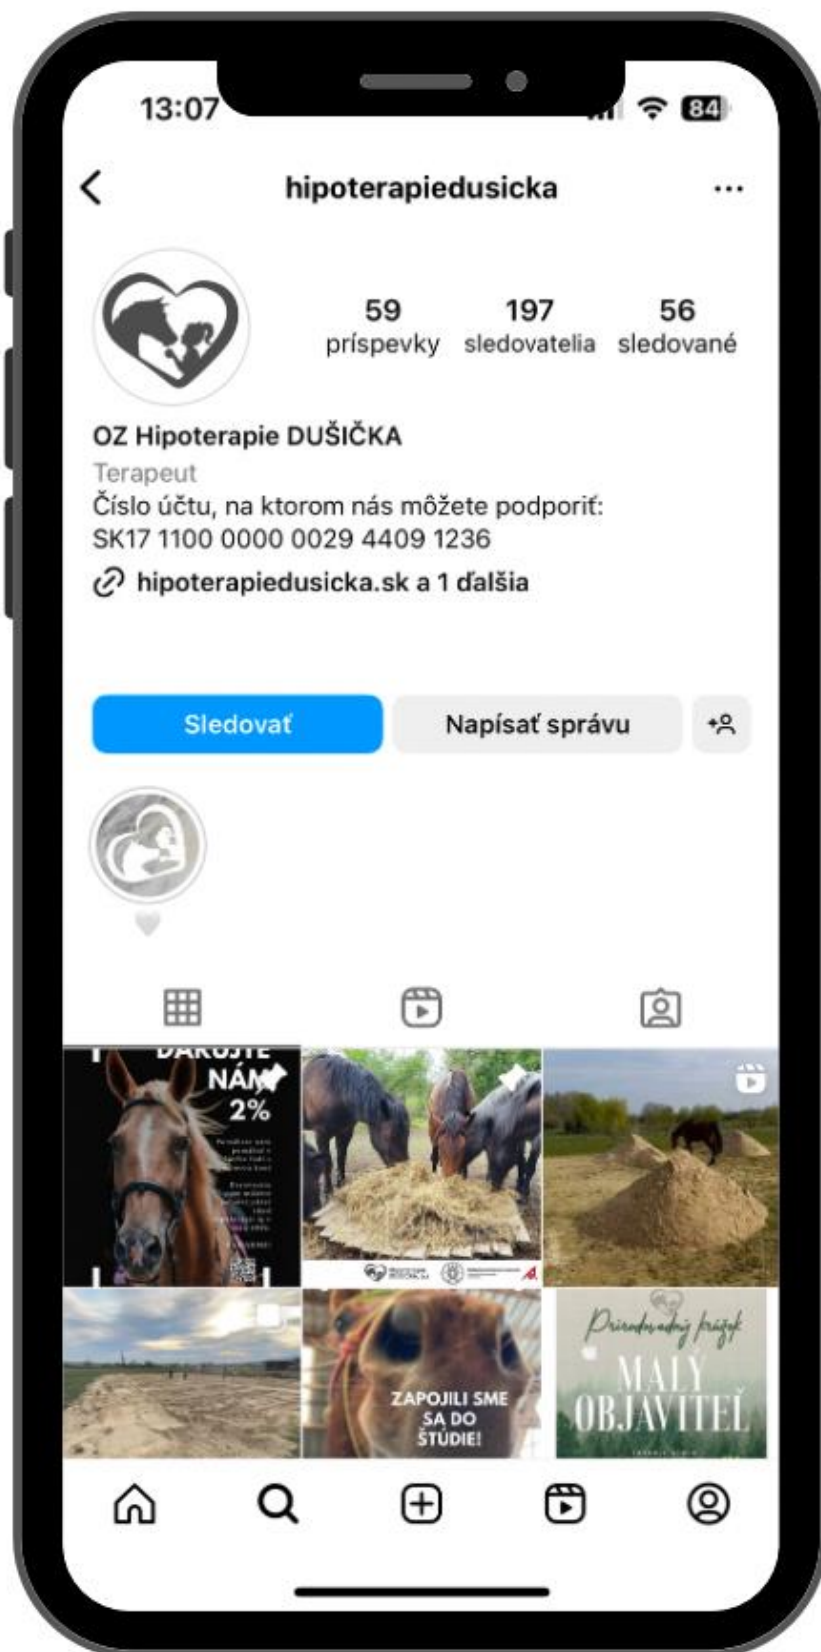 13:07
84
hipoterapiedusicka
59 197 56
príspevky sledovatelia sledované
OZ Hipoterapie DUŠIČKA
Terapeut
Číslo účtu, na ktorom nás môžete podporiť:
SK17 1100 0000 0029 4409 1236
hipoterapiedusicka.sk a 1 ďalšia
Sledovať Napísať správu
DARUJTE
NÁM
2%
ZAPOJILI SME
SA DO
ŠTÚDIE!
Prírodovedný krúžok
MALÝ
OBJAVITEĽ